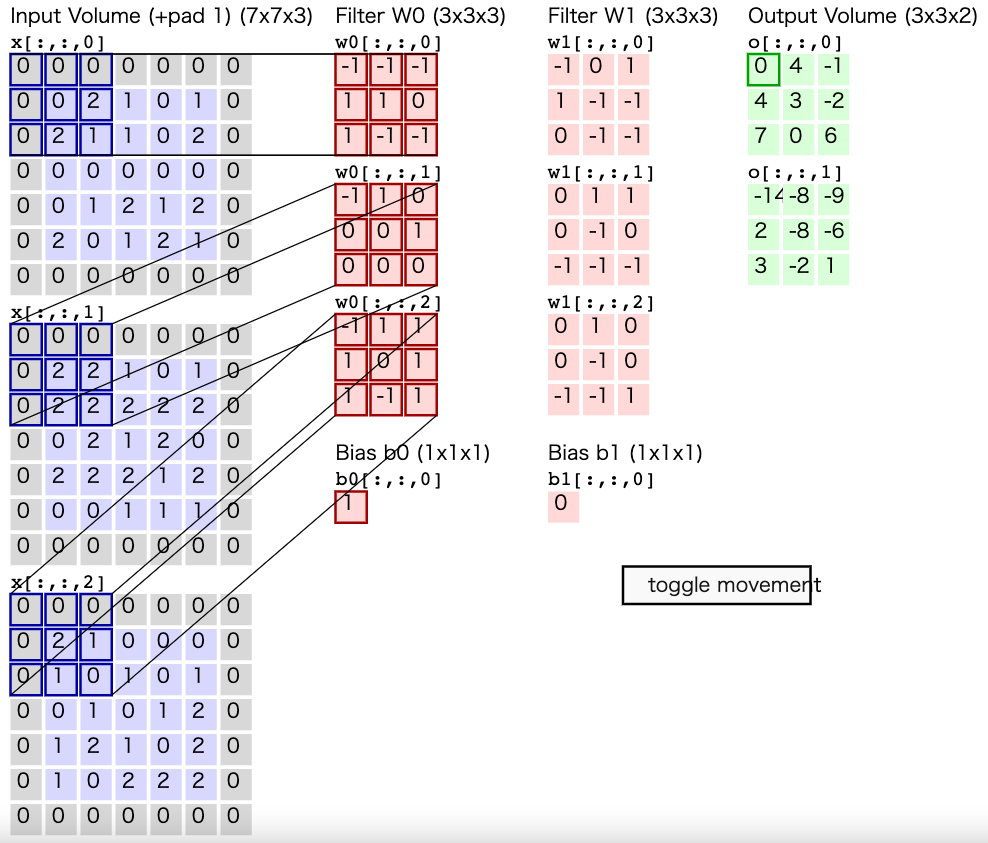 Input Volume (+pad 1) (7x7x3)
x[:,:,0]
0 0 0 0 0 0 0
0 0 2 1 0 1 0
0 2 1 1 0 2 0
0 0 0 0 0 0 0
0 0 1 2 1 2 0
0 2 0 1 2 1 0
0 0 0 0 0 0 0
x[:,:,1]
0 0 0 0 0 0 0
0 2 2 1 0 1 0
0 2 2 2 2 2 0
0 0 2 1 2 0 0
0 2 2 2 1 2 0
0 0 0 1 1 1 0
0 0 0 0 0 0 0
x[:,:,2]
0 0 0 0 0 0 0
0 2 1 0 0 0 0
0 1 0 1 0 1 0
0 0 1 0 1 2 0
0 1 2 1 0 2 0
0 1 0 2 2 2 0
0 0 0 0 0 0 0
Filter W0 (3x3x3)
w0[:,:,0]
-1 -1 -1
1 1 0
1 -1 -1
w0[:,:,1]
-1 1 0
0 0 1
0 0 0
w0[:,:,2]
-1 1 1
1 0 1
1 -1 1
Bias b0 (1x1x1)
b0[:,:,0]
1
Filter W1 (3x3x3)
w1[:,:,0]
-1 0 1
1 -1 -1
0 -1 -1
w1[:,:,1]
0 1 1
0 -1 0
-1 -1 -1
w1[:,:,2]
0 1 0
0 -1 0
-1 -1 1
Bias b1 (1x1x1)
b1[:,:,0]
0
Output Volume (3x3x2)
o[:,:,0]
0 4 -1
4 3 -2
7 0 6
o[:,:,1]
-14 -8 -9
2 -8 -6
3 -2 1
toggle movement